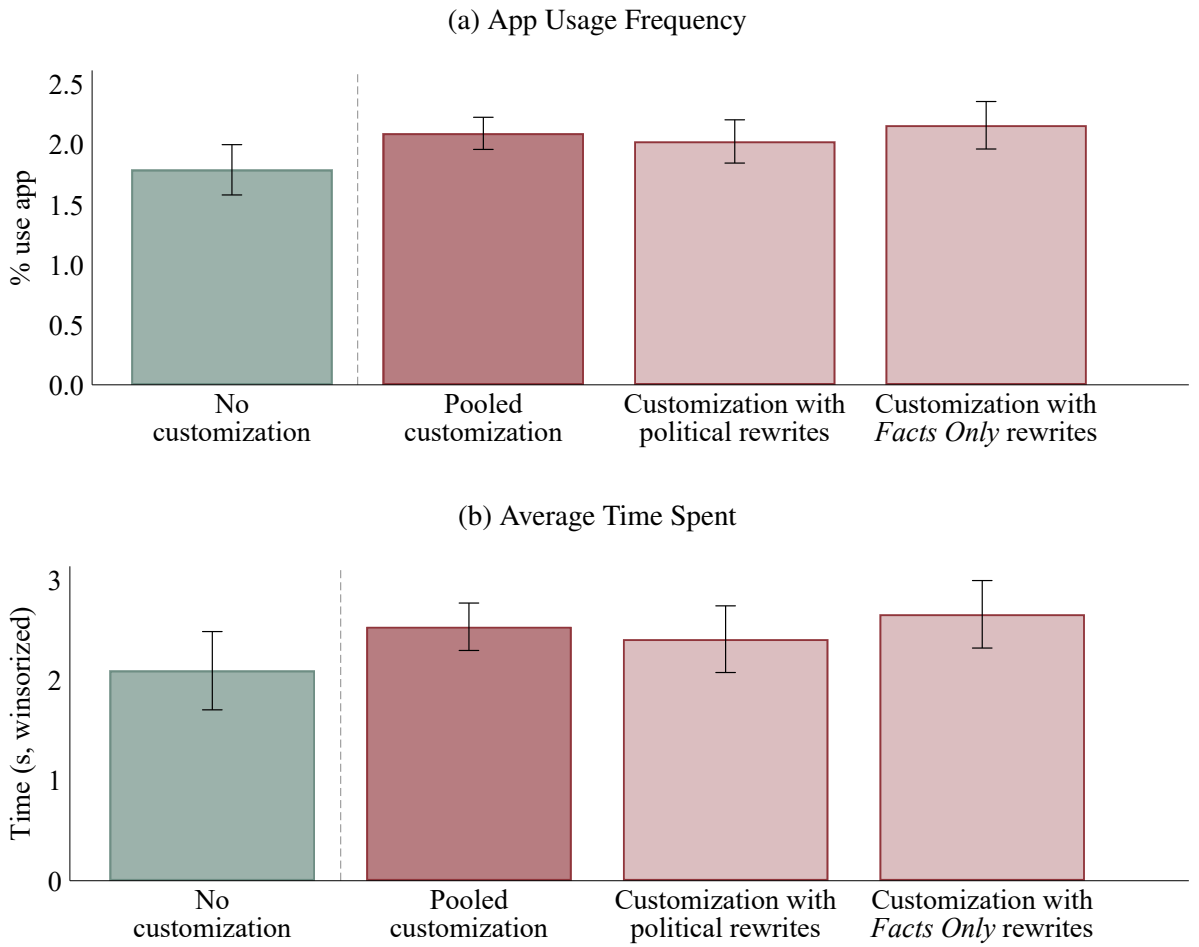 (a) App Usage Frequency
% use app
2.5
2.0
1.5
1.0
0.5
0.0
No
customization
Pooled
customization
Customization with
political rewrites
Customization with
Facts Only rewrites
(b) Average Time Spent
Time (s, winsorized)
3
2
1
0
No
customization
Pooled
customization
Customization with
political rewrites
Customization with
Facts Only rewrites